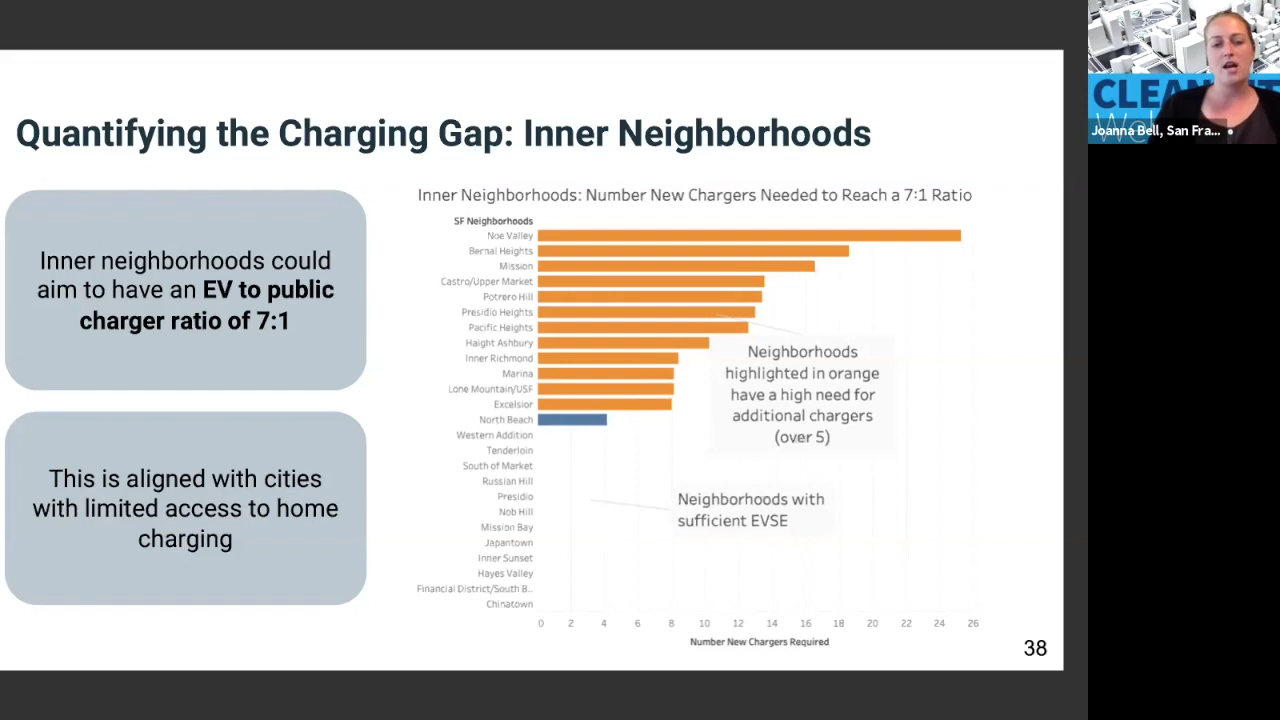 Quantifying the Charging Gap: Inner Neighborhoods
Inner neighborhoods could
aim to have an EV to public
charger ratio of 7:1
This is aligned with cities
with limited access to home
charging
Inner Neighborhoods: Number New Chargers Needed to Reach a 7:1 Ratio
SF Neighborhoods
Noe Valley
Bernal Heights
Mission
Castro/Upper Market
Potrero Hill
Presidio Heights
Pacific Heights
Haight Ashbury
Inner Richmond
Marina
Lone Mountain/USF
Excelsior
North Beach
Western Addition
Tenderloin
South of Market
Russian Hill
Presidio
Nob Hill
Mission Bay
Japantown
Inner Sunset
Hayes Valley
Financial District/South B..
Chinatown
Neighborhoods
highlighted in orange
have a high need for
additional chargers
(over 5)
Neighborhoods with
sufficient EVSE
0 2 4 6 8 10 12 14 16 18 20 22 24 26
Number New Chargers Required
38
CLEAN
Joanna Bell, San Fra...